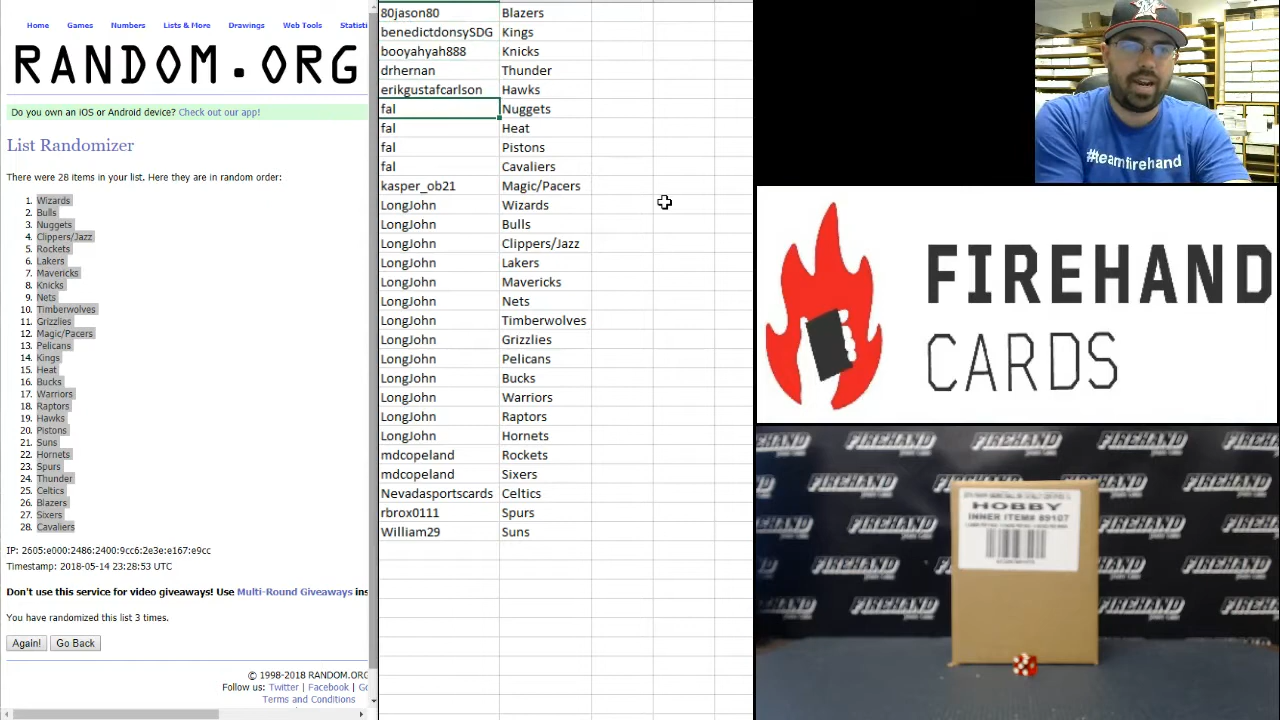 Home Games Numbers Lists & More Drawings Web Tools Statisti
RANDOM.ORG
Do you own an iOS or Android device? Check out our app!
List Randomizer
There were 28 items in your list. Here they are in random order:
1. Wizards
2. Bulls
3. Nuggets
4. Clippers/Jazz
5. Rockets
6. Lakers
7. Mavericks
8. Knicks
9. Nets
10. Timberwolves
11. Grizzlies
12. Magic/Pacers
13. Pelicans
14. Kings
15. Heat
16. Bucks
17. Warriors
18. Raptors
19. Hawks
20. Pistons
21. Suns
22. Hornets
23. Spurs
24. Thunder
25. Celtics
26. Blazers
27. Sixers
28. Cavaliers
IP: 2605:e000:2486:2400:9cc6:2e3e:e167:e9cc
Timestamp: 2018-05-14 23:28:53 UTC
Don't use this service for video giveaways! Use Multi-Round Giveaways ins
You have randomized this list 3 times.
Again! Go Back
© 1998-2018 RANDOM.ORG
Follow us: Twitter | Facebook | Go
Terms and Conditions
80jason80 Blazers
benedictdonsySDG Kings
booyahyah888 Knicks
drhernan Thunder
erikgustafcarlson Hawks
fal Nuggets
fal Heat
fal Pistons
fal Cavaliers
kasper_ob21 Magic/Pacers
LongJohn Wizards
LongJohn Bulls
LongJohn Clippers/Jazz
LongJohn Lakers
LongJohn Mavericks
LongJohn Nets
LongJohn Timberwolves
LongJohn Grizzlies
LongJohn Pelicans
LongJohn Bucks
LongJohn Warriors
LongJohn Raptors
LongJohn Hornets
mdcopeland Rockets
mdcopeland Sixers
Nevadasportscards Celtics
rbrox0111 Spurs
William29 Suns
#teamfirehand
FIREHAND
CARDS
FIREHAND
HOBBY
INNER ITEM# 89107